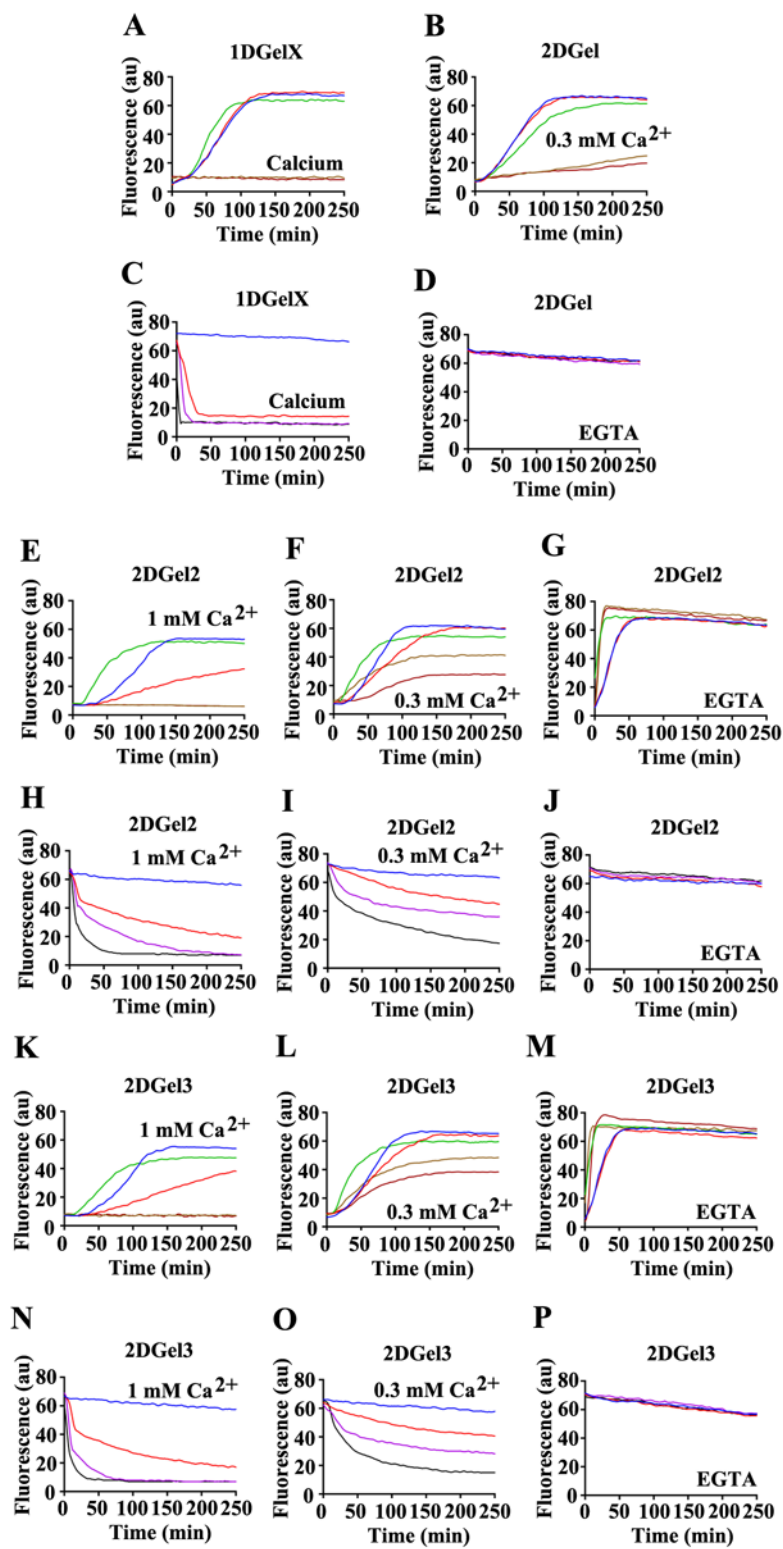 A
1DGelX
Fluorescence (au)
80
60
40
20
0
Calcium
0 50 100 150 200 250
Time (min)
B
2DGel
Fluorescence (au)
80
60
40
20
0
0.3 mM Ca2+
0 50 100 150 200 250
Time (min)
C
1DGelX
Fluorescence (au)
80
60
40
20
0
Calcium
0 50 100 150 200 250
Time (min)
D
2DGel
Fluorescence (au)
80
60
40
20
0
EGTA
0 50 100 150 200 250
Time (min)
E
2DGel2
Fluorescence (au)
80
60
40
20
0
1 mM Ca2+
0 50 100 150 200 250
Time (min)
F
2DGel2
Fluorescence (au)
80
60
40
20
0
0.3 mM Ca2+
0 50 100 150 200 250
Time (min)
G
2DGel2
Fluorescence (au)
80
60
40
20
0
EGTA
0 50 100 150 200 250
Time (min)
H
2DGel2
Fluorescence (au)
80
60
40
20
0
1 mM Ca2+
0 50 100 150 200 250
Time (min)
I
2DGel2
Fluorescence (au)
80
60
40
20
0
0.3 mM Ca2+
0 50 100 150 200 250
Time (min)
J
2DGel2
Fluorescence (au)
80
60
40
20
0
EGTA
0 50 100 150 200 250
Time (min)
K
2DGel3
Fluorescence (au)
80
60
40
20
0
1 mM Ca2+
0 50 100 150 200 250
Time (min)
L
2DGel3
Fluorescence (au)
80
60
40
20
0
0.3 mM Ca2+
0 50 100 150 200 250
Time (min)
M
2DGel3
Fluorescence (au)
80
60
40
20
0
EGTA
0 50 100 150 200 250
Time (min)
N
2DGel3
Fluorescence (au)
80
60
40
20
0
1 mM Ca2+
0 50 100 150 200 250
Time (min)
O
2DGel3
Fluorescence (au)
80
60
40
20
0
0.3 mM Ca2+
0 50 100 150 200 250
Time (min)
P
2DGel3
Fluorescence (au)
80
60
40
20
0
EGTA
0 50 100 150 200 250
Time (min)